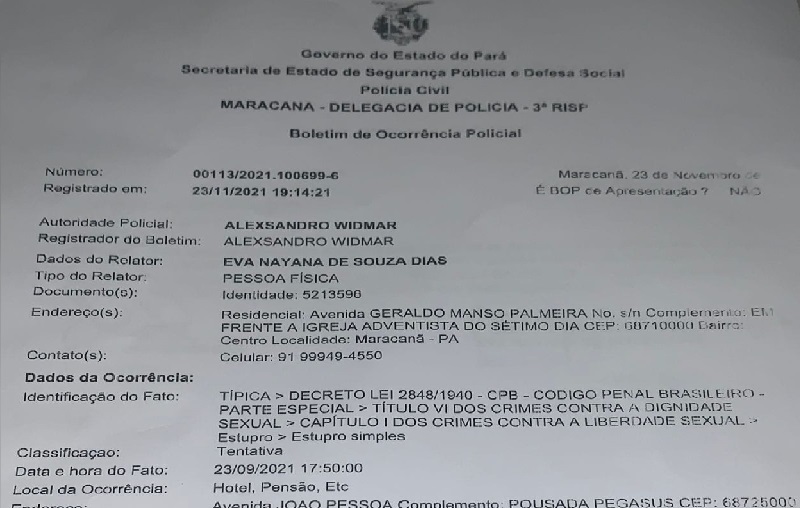 Governo do Estado do Pará
Secretaria de Estado de Segurança Pública e Defesa Social
Polícia Civil
MARACANA - DELEGACIA DE POLICIA - 3ª RISP
Boletim de Ocorrência Policial
Número: 00113/2021.100699-6 Maracanã, 23 de Novembro de
Registrado em: 23/11/2021 19:14:21 É BOP de Apresentação ? NÃO
Autoridade Policial: ALEXSANDRO WIDMAR
Registrador do Boletim: ALEXSANDRO WIDMAR
Dados do Relator: EVA NAYANA DE SOUZA DIAS
Tipo do Relator: PESSOA FÍSICA
Documento(s): Identidade: 5213596
Endereço(s): Residencial: Avenida GERALDO MANSO PALMEIRA No. s/n Complemento: EM
FRENTE A IGREJA ADVENTISTA DO SÉTIMO DIA CEP: 68710000 Bairro:
Centro Localidade: Maracanã - PA
Contato(s): Celular: 91 99949-4550
Dados da Ocorrência:
Identificação do Fato: TÍPICA > DECRETO LEI 2848/1940 - CPB - CODIGO PENAL BRASILEIRO -
PARTE ESPECIAL > TÍTULO VI DOS CRIMES CONTRA A DIGNIDADE
SEXUAL > CAPÍTULO I DOS CRIMES CONTRA A LIBERDADE SEXUAL >
Estupro > Estupro simples
Classificaçao: Tentativa
Data e hora do Fato: 23/09/2021 17:50:00
Local da Ocorrência: Hotel, Pensão, Etc
Endereço: Avenida JOAO PESSOA Complemento: POUSADA PEGASUS CEP: 68725000